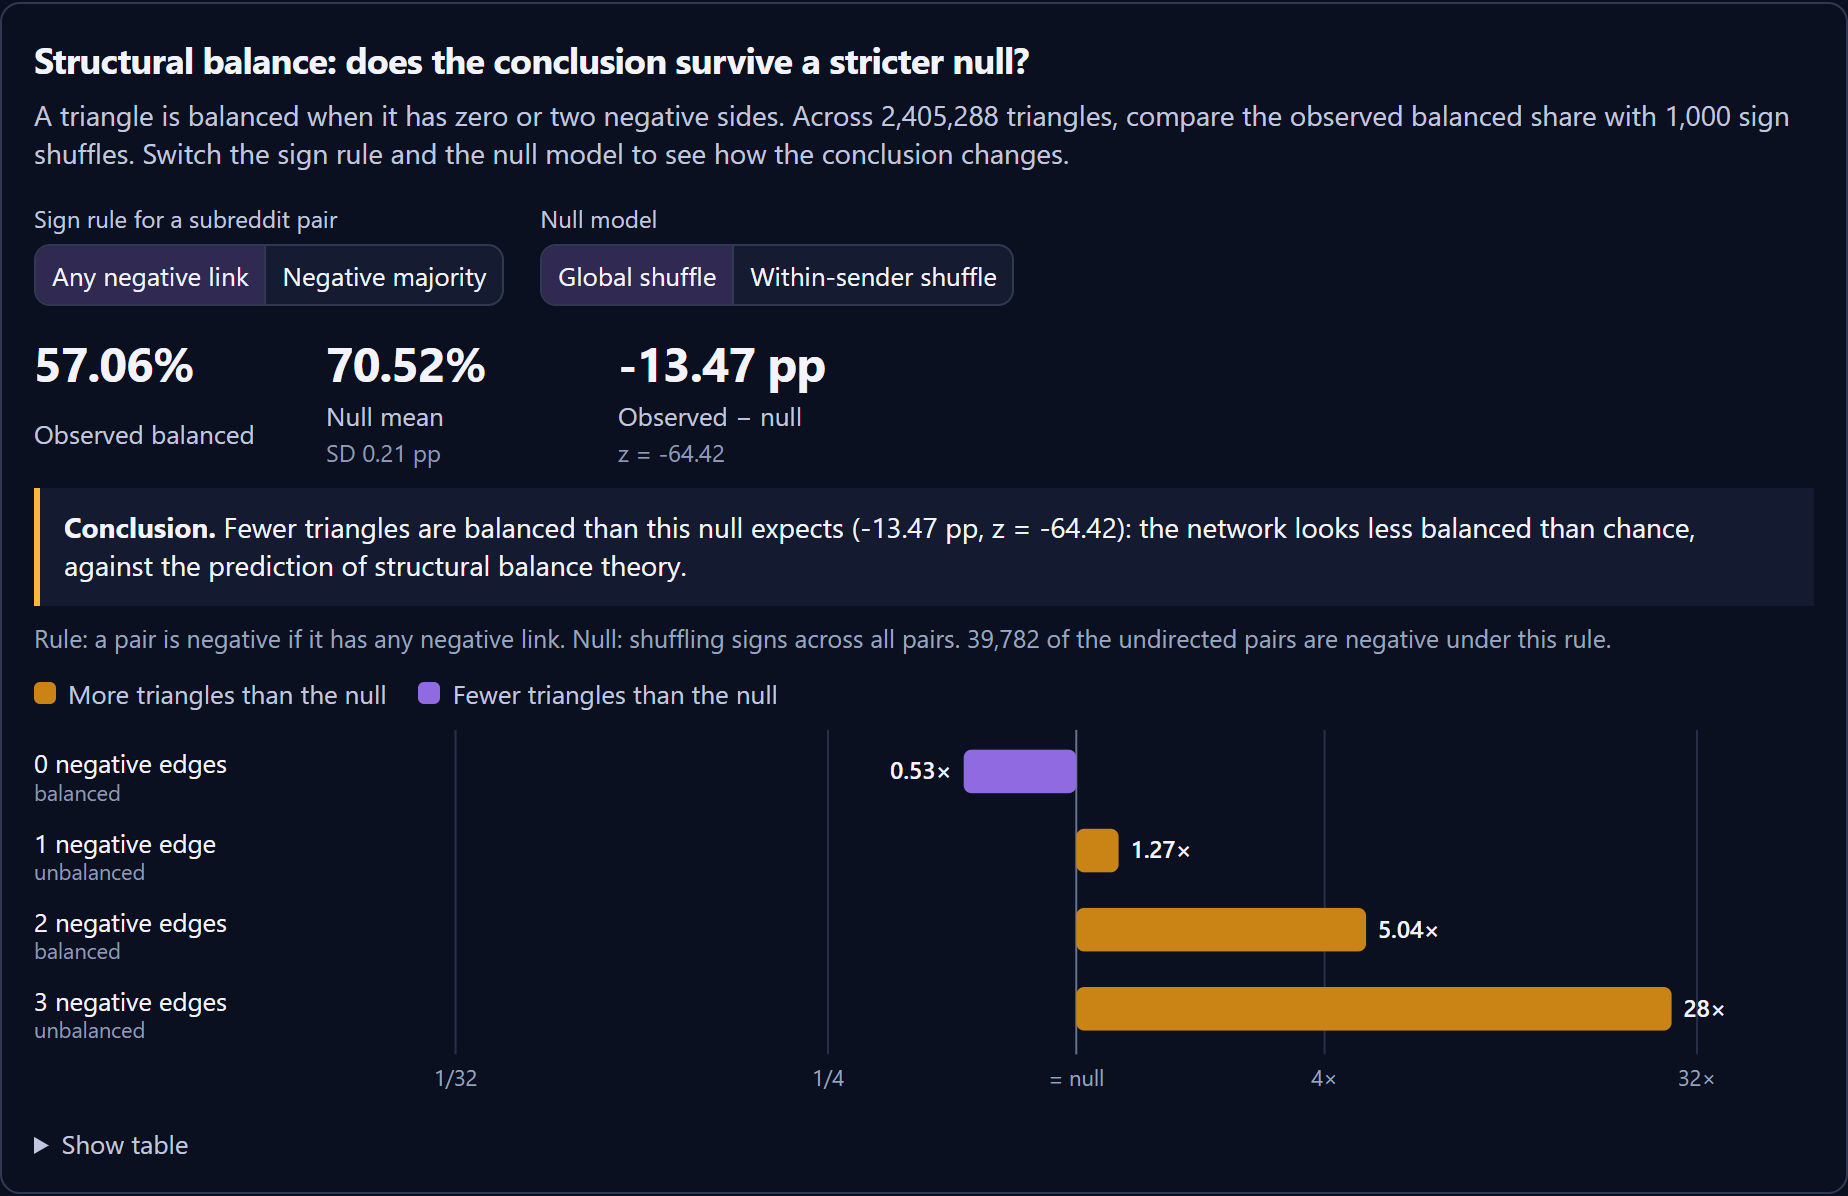 Structural balance: does the conclusion survive a stricter null?
A triangle is balanced when it has zero or two negative sides. Across 2,405,288 triangles, compare the observed balanced share with 1,000 sign
shuffles. Switch the sign rule and the null model to see how the conclusion changes.
Sign rule for a subreddit pair
Null model
Any negative link
Negative majority
Global shuffle
Within-sender shuffle
57.06%
Observed balanced
70.52%
Null mean
SD 0.21 pp
-13.47 pp
Observed − null
z = -64.42
Conclusion. Fewer triangles are balanced than this null expects (-13.47 pp, z = -64.42): the network looks less balanced than chance,
against the prediction of structural balance theory.
Rule: a pair is negative if it has any negative link. Null: shuffling signs across all pairs. 39,782 of the undirected pairs are negative under this rule.
More triangles than the null
Fewer triangles than the null
0 negative edges
balanced
0.53×
1 negative edge
unbalanced
1.27×
2 negative edges
balanced
5.04×
3 negative edges
unbalanced
28×
1/32
1/4
= null
4×
32×
▶ Show table